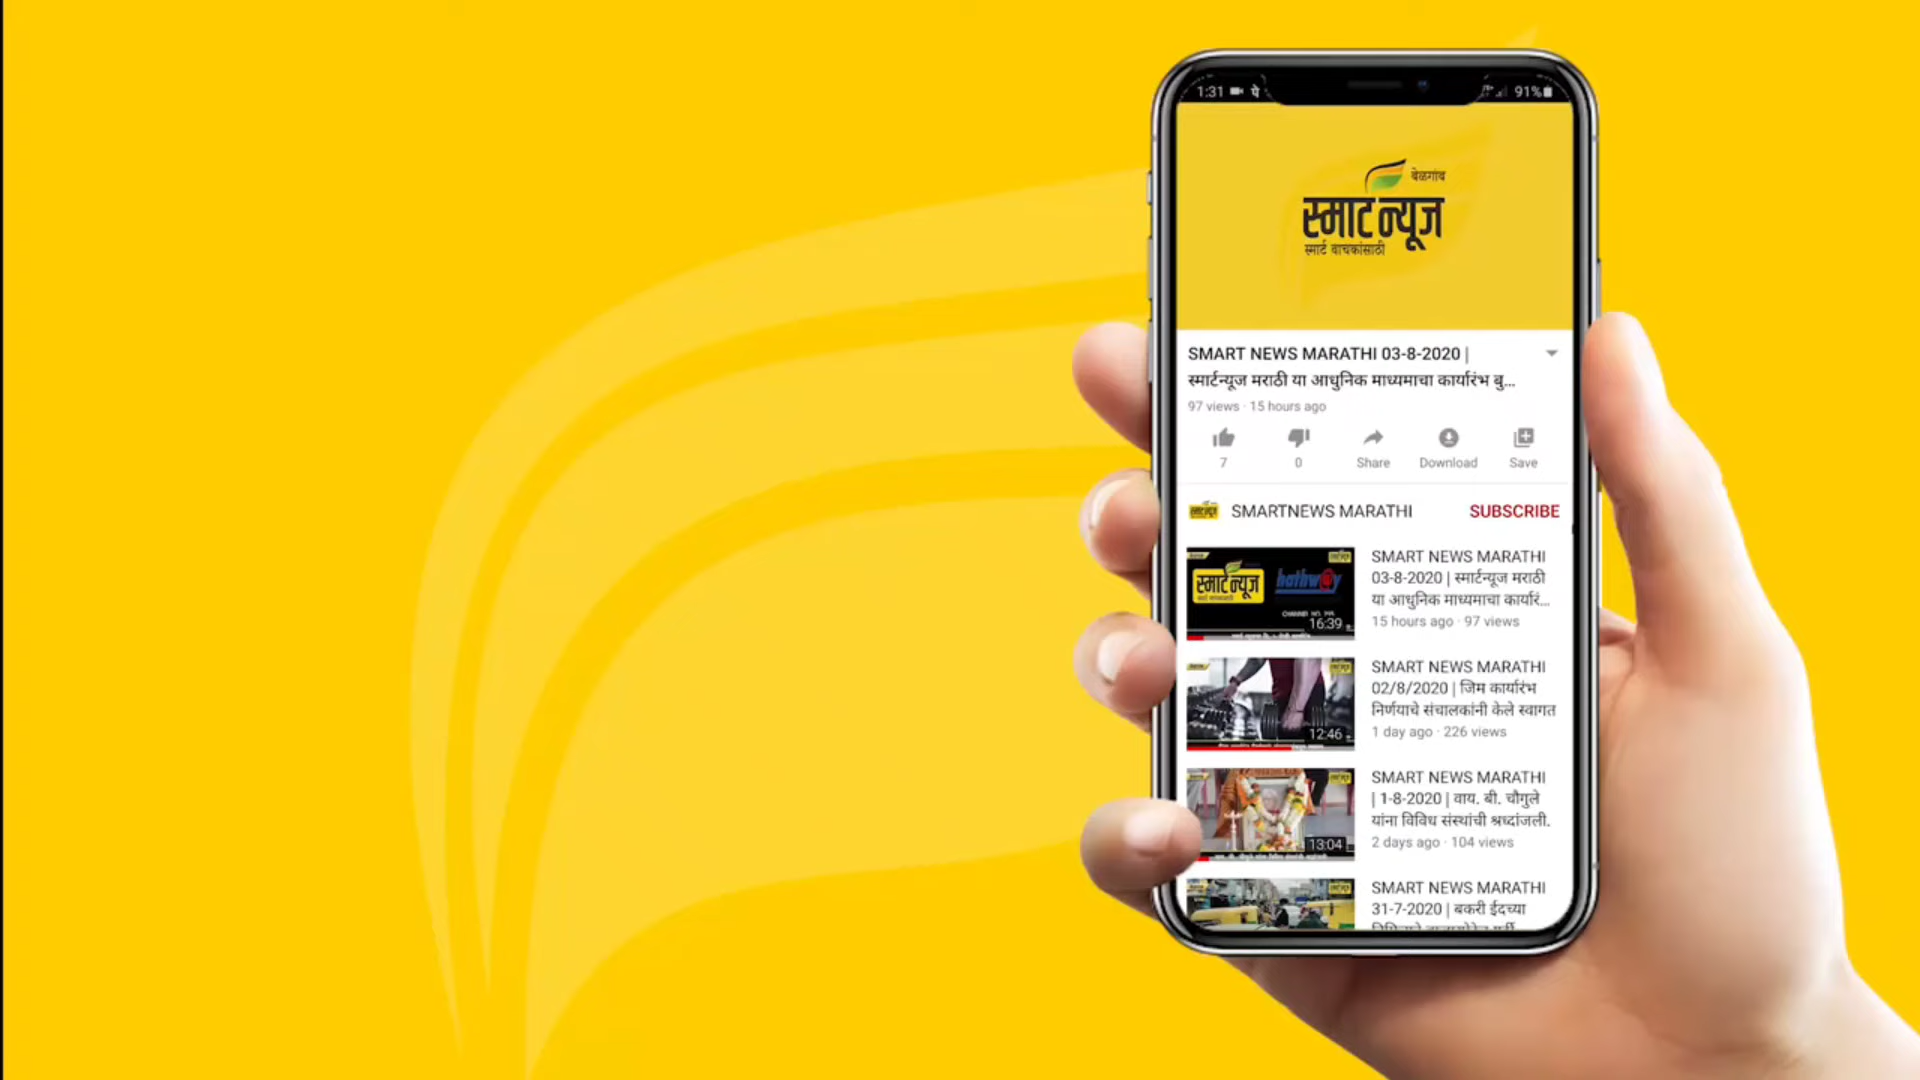 1:31
91%
बेळगांव
स्मार्ट न्यूज
स्मार्ट वाचकांसाठी
SMART NEWS MARATHI 03-8-2020 |
स्मार्टन्यूज मराठी या आधुनिक माध्यमाचा कार्यारंभ बु...
97 views · 15 hours ago
7
0
Share
Download
Save
SMARTNEWS MARATHI
SUBSCRIBE
स्मार्ट न्यूज
hathway
CHANNEL NO.
16:39
SMART NEWS MARATHI
03-8-2020 | स्मार्टन्यूज मराठी
या आधुनिक माध्यमाचा कार्यारं...
15 hours ago · 97 views
12:46
SMART NEWS MARATHI
02/8/2020 | जिम कार्यारंभ
निर्णयाचे संचालकांनी केले स्वागत
1 day ago · 226 views
13:04
SMART NEWS MARATHI
| 1-8-2020 | वाय. बी. चौगुले
यांना विविध संस्थांची श्रध्दांजली.
2 days ago · 104 views
SMART NEWS MARATHI
31-7-2020 | बकरी ईदच्या